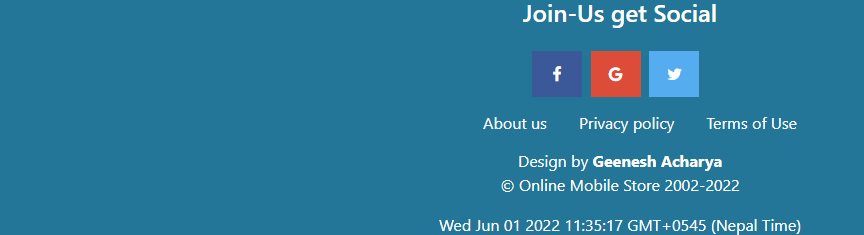 Join-Us get Social
f G
About us Privacy policy Terms of Use
Design by Geenesh Acharya
© Online Mobile Store 2002-2022
Wed Jun 01 2022 11:35:17 GMT+0545 (Nepal Time)